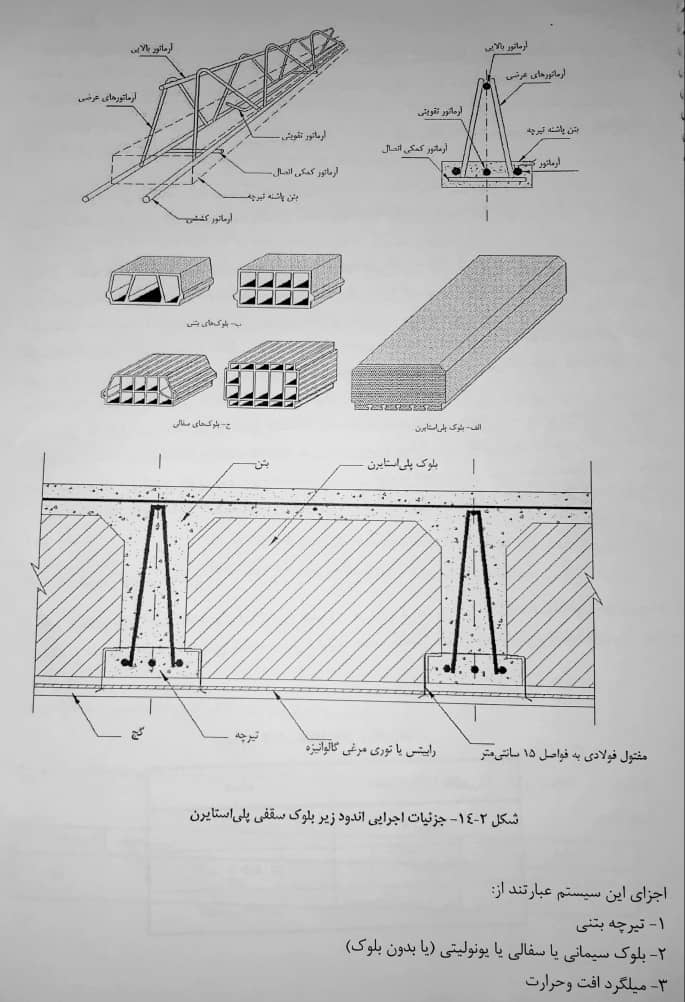 آرماتور بالایی
آرماتور بالایی
آرماتورهای عرضی
آرماتورهای عرضی
آرماتور تقویتی
بتن پاشنه تیرچه
آرماتور تقویتی
آرماتور کمکی اتصال
آرماتور کش
آرماتور کمکی اتصال
بتن پاشنه تیرچه
آرماتور کششی
ب- بلوک‌های بتنی
ج- بلوک‌های سفالی
الف- بلوک پلی‌استایرن
بلوک پلی‌استایرن
بتن
گچ
تیرچه
رابیتس یا توری مرغی گالوانیزه
مفتول فولادی به فواصل ۱۵ سانتی‌متر
شکل ۲-۱۴- جزئیات اجرایی اندود زیر بلوک سقفی پلی‌استایرن
اجزای این سیستم عبارتند از:
۱- تیرچه بتنی
۲- بلوک سیمانی یا سفالی یا یونولیتی (یا بدون بلوک)
۳- میلگرد افت وحرارت